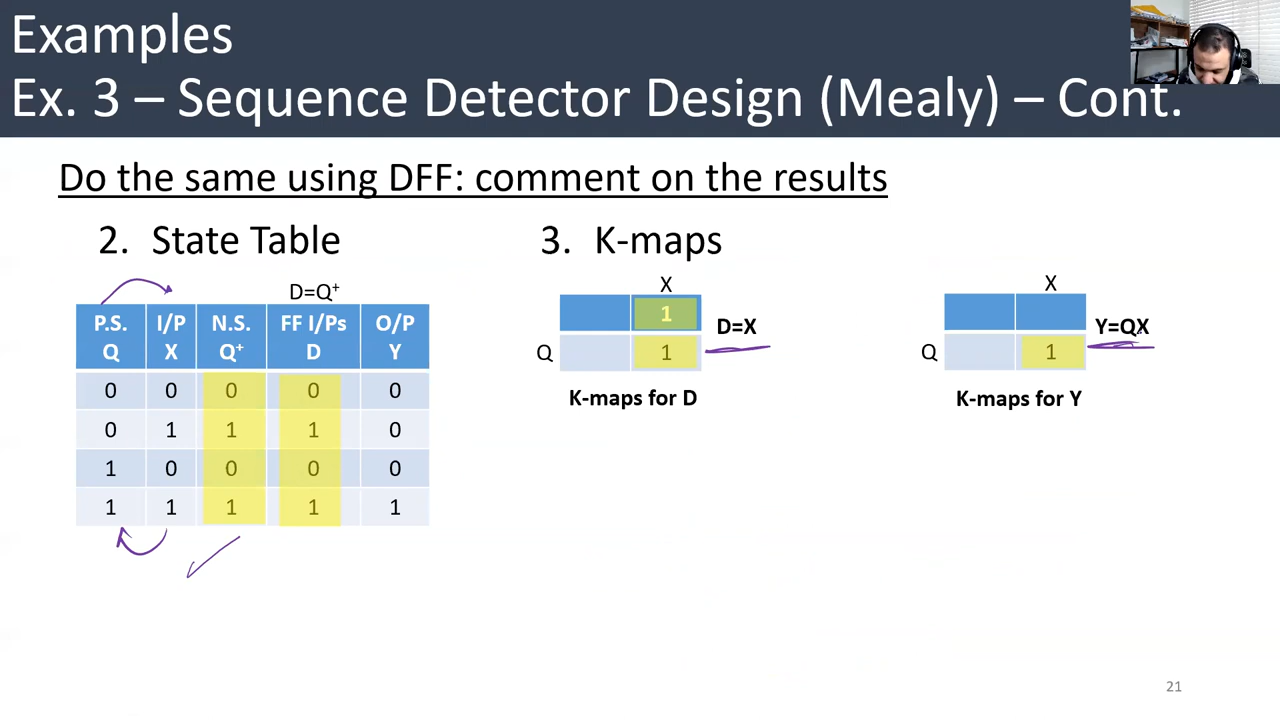 Examples
Ex. 3 – Sequence Detector Design (Mealy) – Cont.
Do the same using DFF: comment on the results
2. State Table
D=Q⁺
P.S. I/P N.S. FF I/Ps O/P
Q X Q⁺ D Y
0 0 0 0 0
0 1 1 1 0
1 0 0 0 0
1 1 1 1 1
3. K-maps
X
1
D=X
Q 1
K-maps for D
X
Y=QX
Q 1
K-maps for Y
21